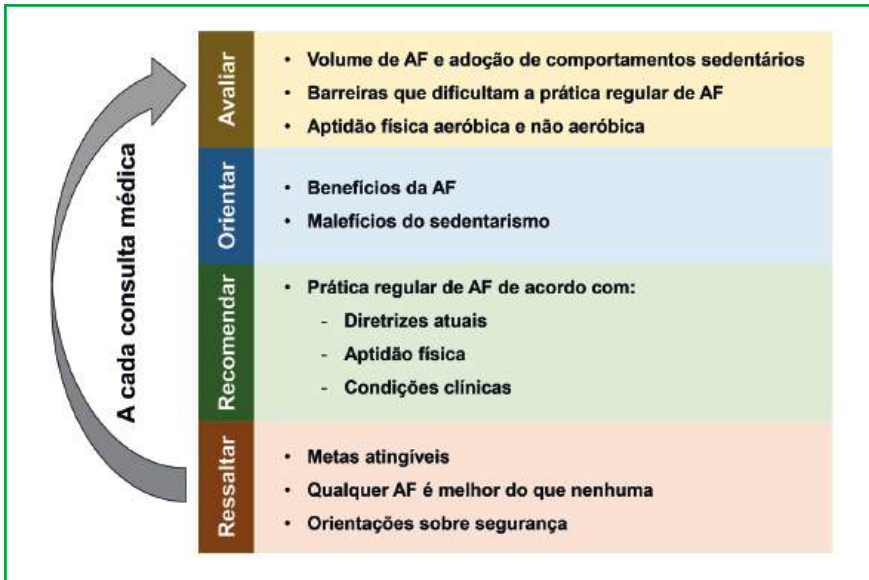 A cada consulta médica
Avaliar
• Volume de AF e adoção de comportamentos sedentários
• Barreiras que dificultam a prática regular de AF
• Aptidão física aeróbica e não aeróbica
Orientar
• Benefícios da AF
• Malefícios do sedentarismo
Recomendar
• Prática regular de AF de acordo com:
- Diretrizes atuais
- Aptidão física
- Condições clínicas
Ressaltar
• Metas atingíveis
• Qualquer AF é melhor do que nenhuma
• Orientações sobre segurança